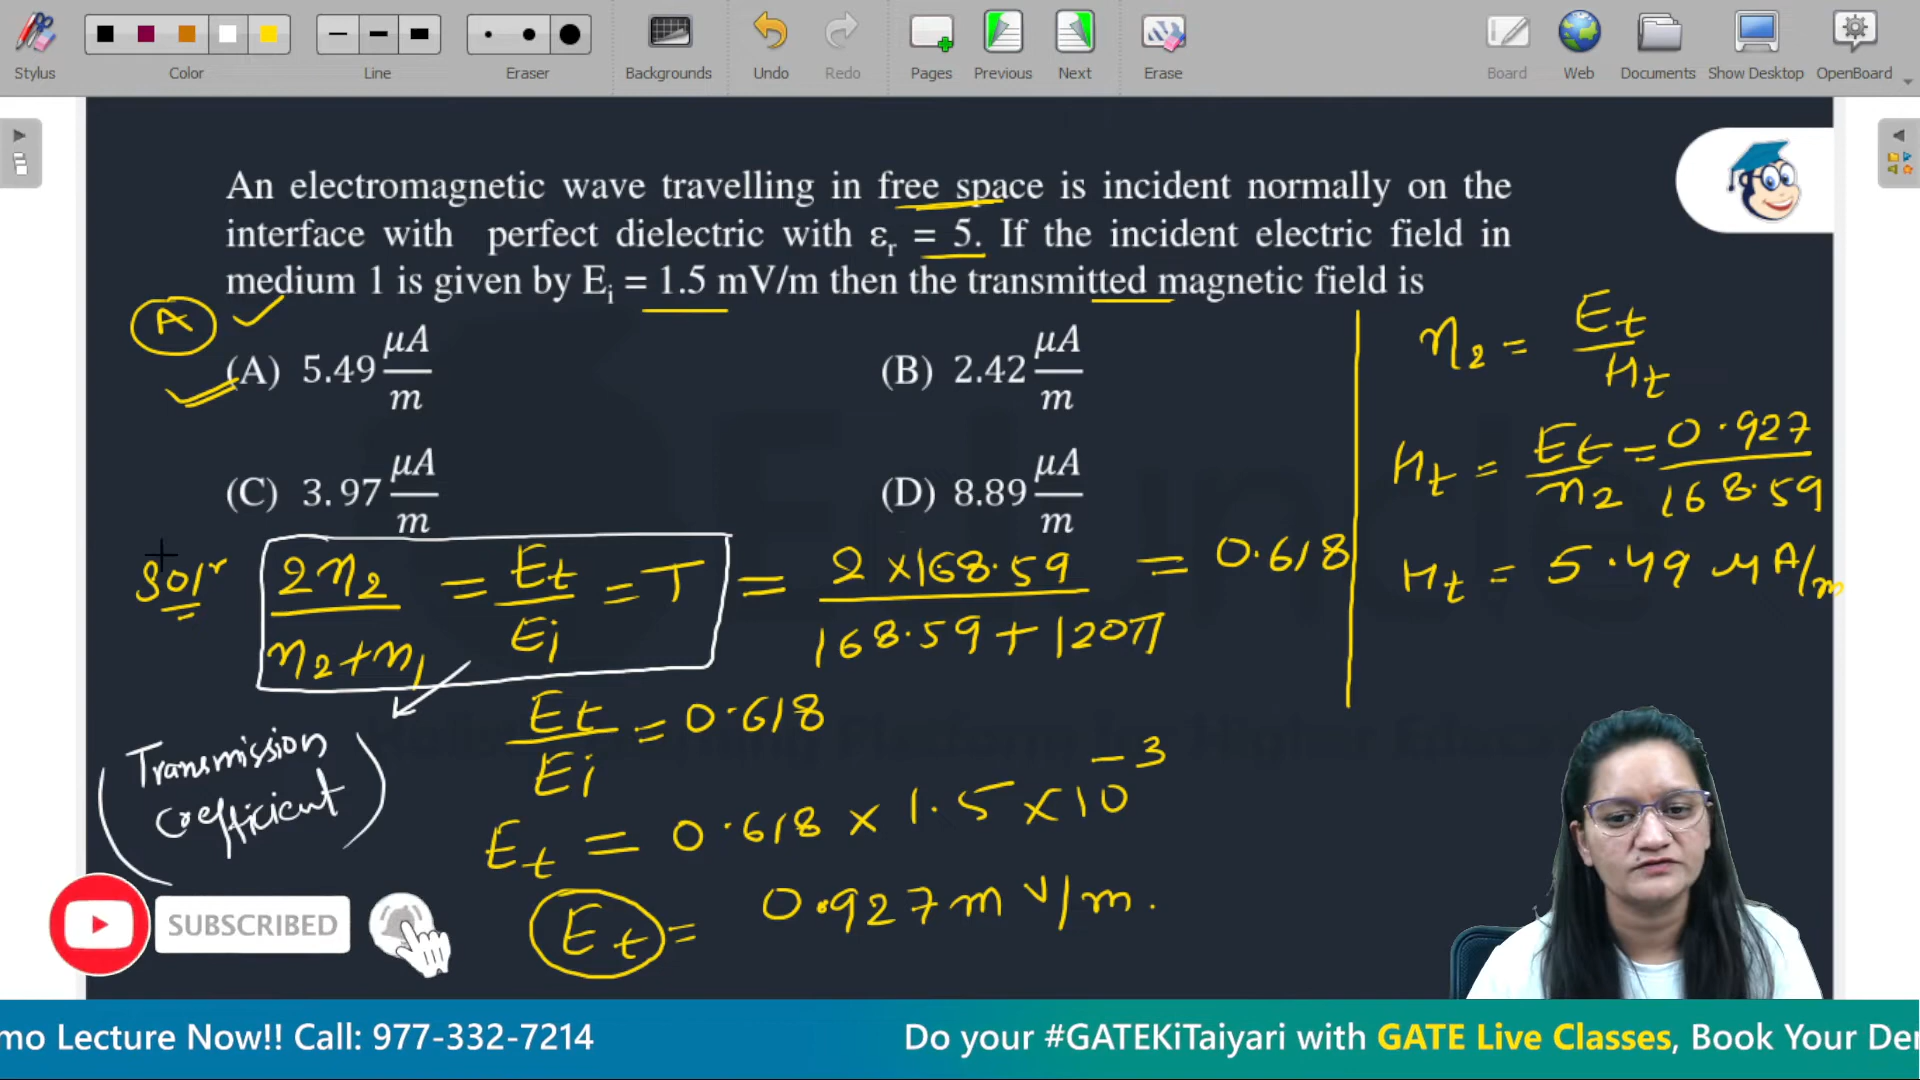 Stylus
Color
Line
Eraser
Backgrounds
Undo
Redo
Pages
Previous
Next
Erase
Board
Web
Documents
Show Desktop
OpenBoard
An electromagnetic wave travelling in free space is incident normally on the
interface with perfect dielectric with εr = 5. If the incident electric field in
medium 1 is given by Ei = 1.5 mV/m then the transmitted magnetic field is
A
(A) 5.49 μA/m
(B) 2.42 μA/m
(C) 3.97 μA/m
(D) 8.89 μA/m
η2 = Et/Ht
Ht = Et/η2 = 0.927/168.59
Ht = 5.49 μA/m
Solr 2η2/(η2+η1) = Et/Ei = T = (2×168.59)/(168.59+120π) = 0.618
Et/Ei = 0.618
(Transmission
coefficient)
Et = 0.618 × 1.5 × 10^-3
Et = 0.927 m V/m.
SUBSCRIBED
mo Lecture Now!! Call: 977-332-7214
Do your #GATEKiTaiyari with GATE Live Classes, Book Your De